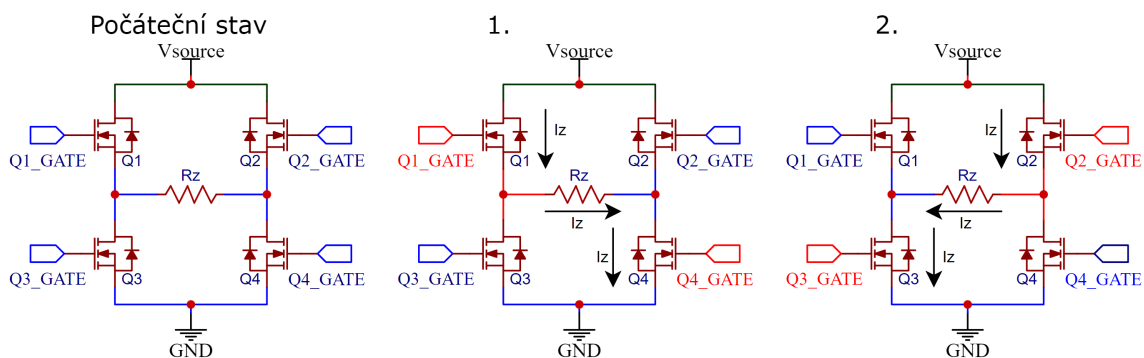 Počáteční stav
Vsource
Q1_GATE
Q1
Q2
Q2_GATE
Rz
Q3_GATE
Q3
Q4
Q4_GATE
GND
1.
Vsource
Iz
Q1_GATE
Q1
Q2
Q2_GATE
Rz
Iz
Iz
Q3_GATE
Q3
Q4
Q4_GATE
GND
2.
Vsource
Iz
Q1_GATE
Q1
Q2
Q2_GATE
Rz
Iz
Iz
Q3_GATE
Q3
Q4
Q4_GATE
GND